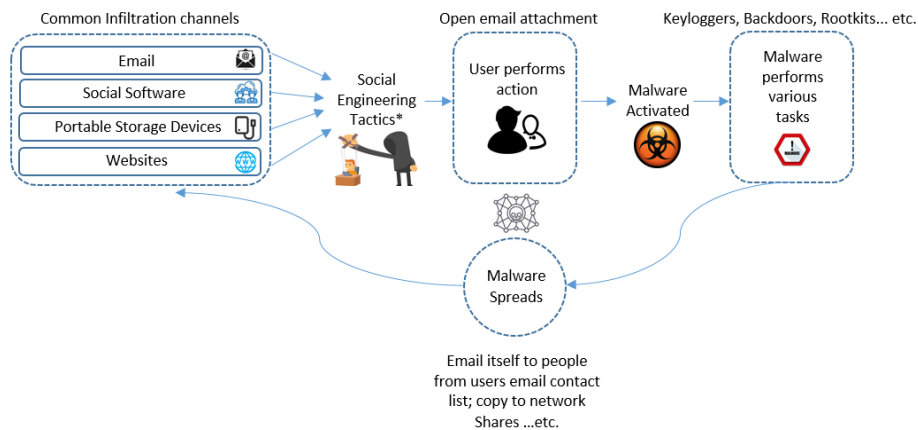 Common Infiltration channels
Email
Social Software
Portable Storage Devices
Websites
Social
Engineering
Tactics*
Open email attachment
User performs
action
Malware
Activated
Keyloggers, Backdoors, Rootkits... etc.
Malware
performs
various
tasks
Malware
Spreads
Email itself to people
from users email contact
list; copy to network
Shares ...etc.